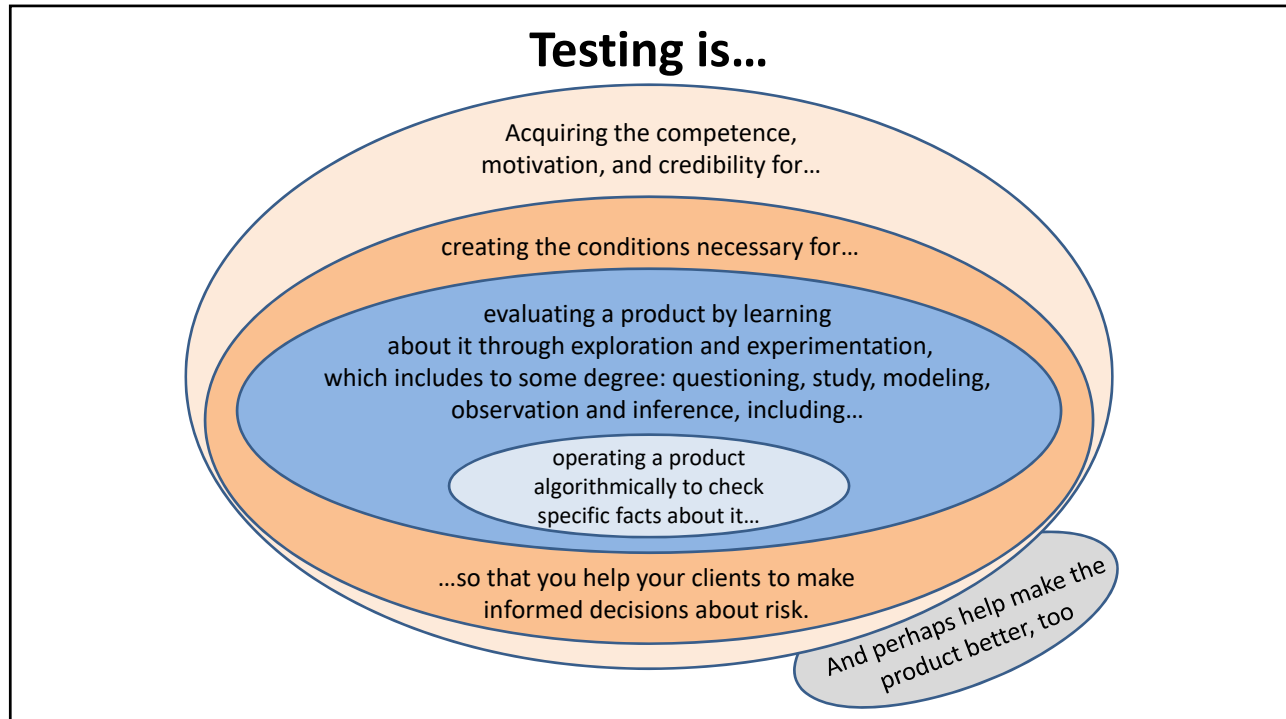 Testing is…
Acquiring the competence,
motivation, and credibility for…
creating the conditions necessary for…
evaluating a product by learning
about it through exploration and experimentation,
which includes to some degree: questioning, study, modeling,
observation and inference, including…
operating a product
algorithmically to check
specific facts about it…
…so that you help your clients to make
informed decisions about risk.
And perhaps help make the
product better, too